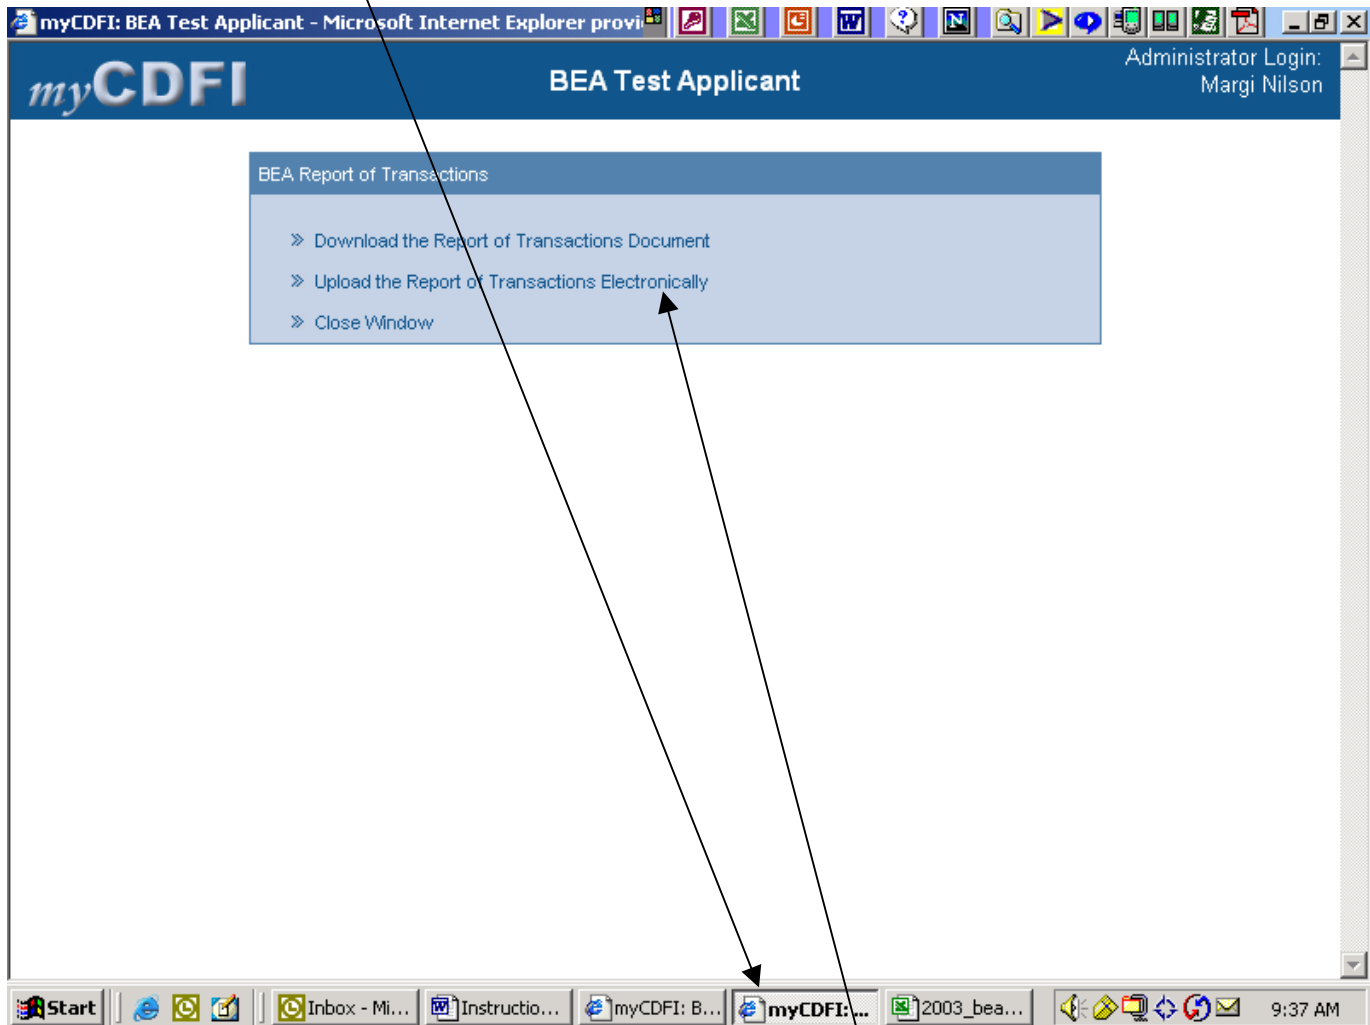 myCDFI: BEA Test Applicant - Microsoft Internet Explorer provi
myCDFI
BEA Test Applicant
Administrator Login:
Margi Nilson
BEA Report of Transactions
» Download the Report of Transactions Document
» Upload the Report of Transactions Electronically
» Close Window
Start
Inbox - Mi...
Instructio...
myCDFI: B...
myCDFI: ...
2003_bea...
9:37 AM